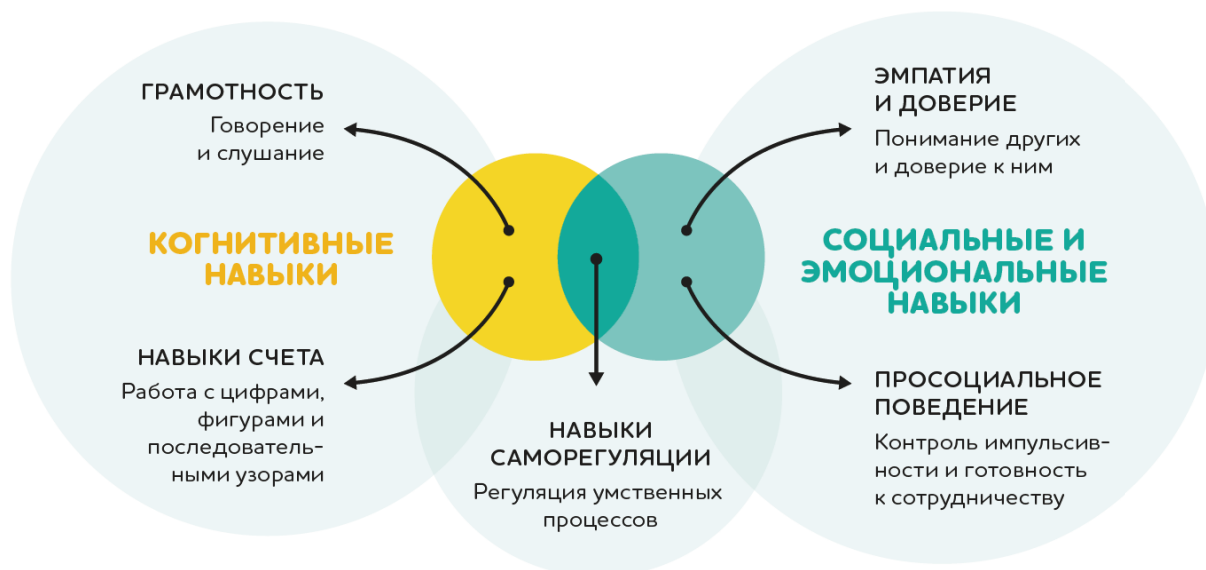 ГРАМОТНОСТЬ
Говорение
и слушание
КОГНИТИВНЫЕ
НАВЫКИ
НАВЫКИ СЧЕТА
Работа с цифрами,
фигурами и
последователь-
ными узорами
НАВЫКИ
САМОРЕГУЛЯЦИИ
Регуляция умственных
процессов
ЭМПАТИЯ
И ДОВЕРИЕ
Понимание других
и доверие к ним
СОЦИАЛЬНЫЕ И
ЭМОЦИОНАЛЬНЫЕ
НАВЫКИ
ПРОСОЦИАЛЬНОЕ
ПОВЕДЕНИЕ
Контроль импульсив-
ности и готовность
к сотрудничеству